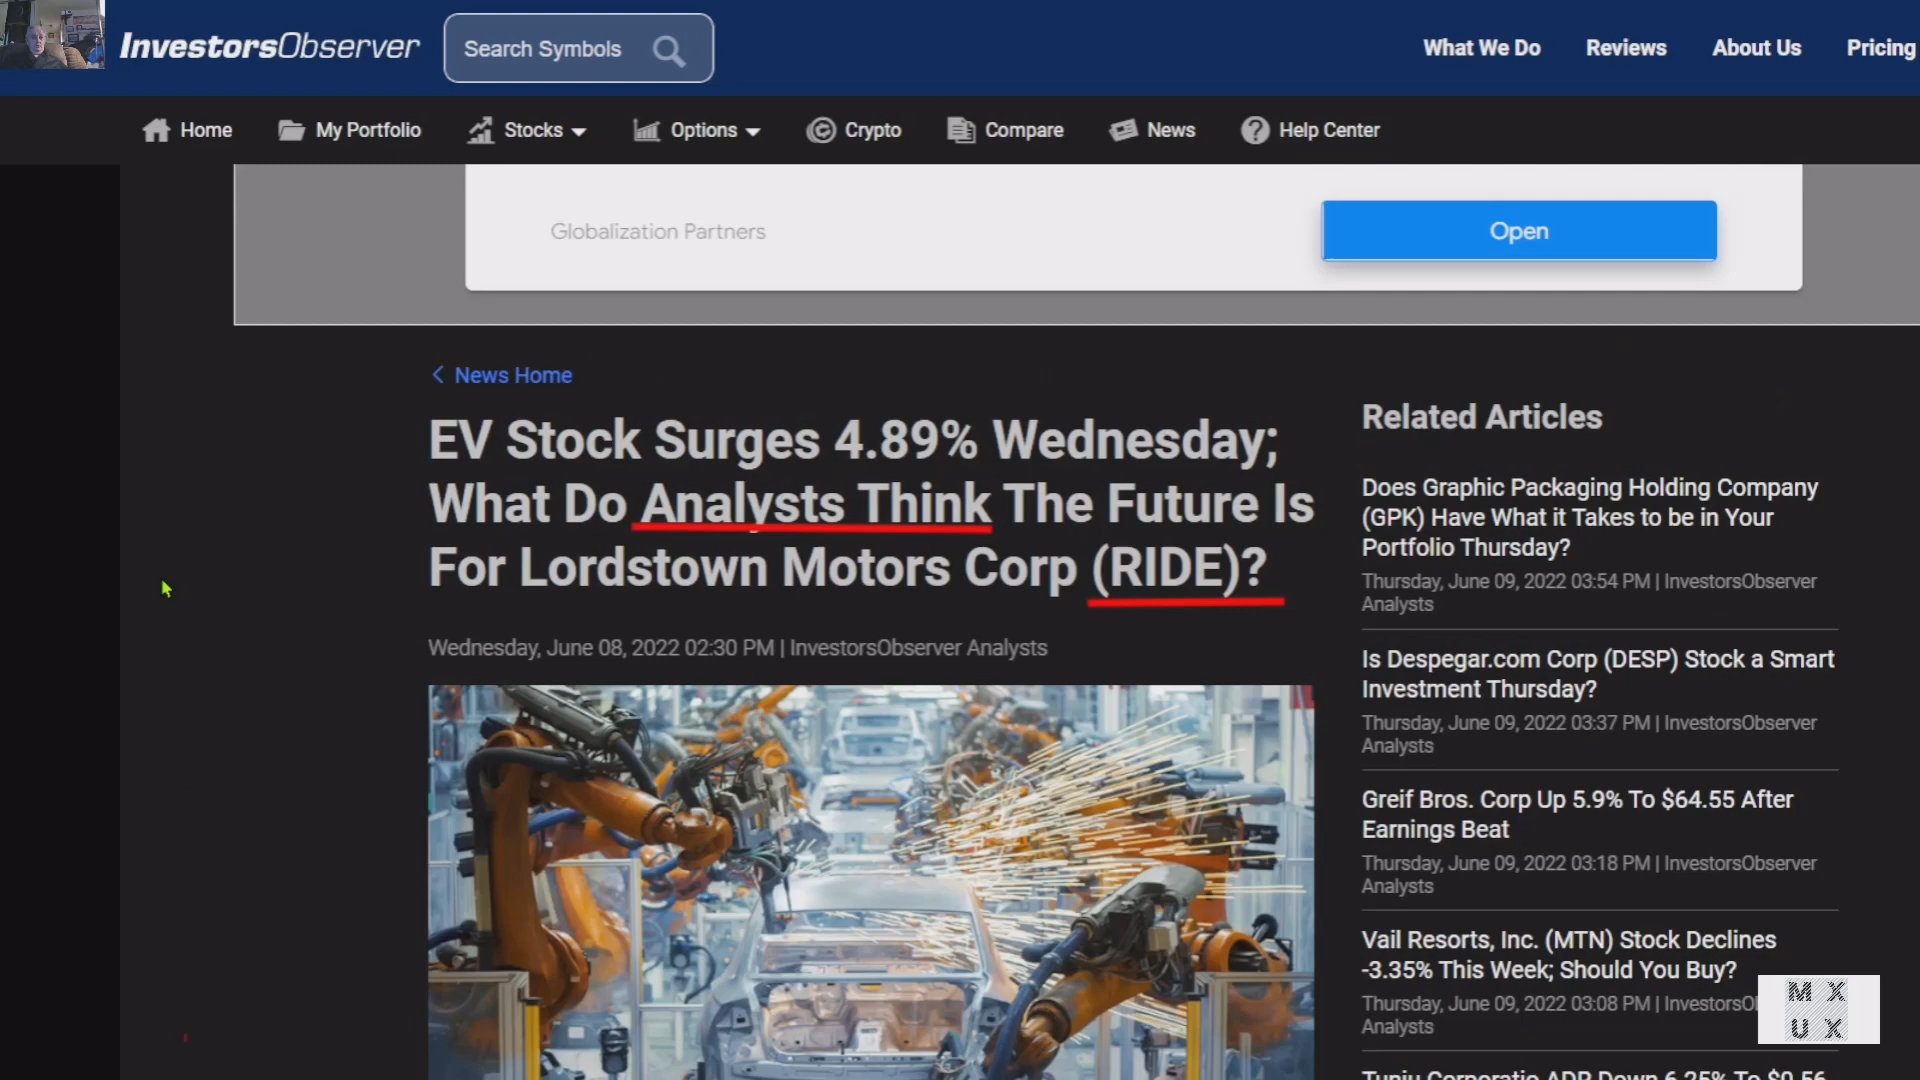 InvestorsObserver
Search Symbols
What We Do
Reviews
About Us
Pricing
Home
My Portfolio
Stocks
Options
Crypto
Compare
News
Help Center
Globalization Partners
Open
News Home
EV Stock Surges 4.89% Wednesday;
What Do Analysts Think The Future Is
For Lordstown Motors Corp (RIDE)?
Wednesday, June 08, 2022 02:30 PM | InvestorsObserver Analysts
Related Articles
Does Graphic Packaging Holding Company
(GPK) Have What it Takes to be in Your
Portfolio Thursday?
Thursday, June 09, 2022 03:54 PM | InvestorsObserver
Analysts
Is Despegar.com Corp (DESP) Stock a Smart
Investment Thursday?
Thursday, June 09, 2022 03:37 PM | InvestorsObserver
Analysts
Greif Bros. Corp Up 5.9% To $64.55 After
Earnings Beat
Thursday, June 09, 2022 03:18 PM | InvestorsObserver
Analysts
Vail Resorts, Inc. (MTN) Stock Declines
-3.35% This Week; Should You Buy?
Thursday, June 09, 2022 03:08 PM |
Analysts
M X
U X